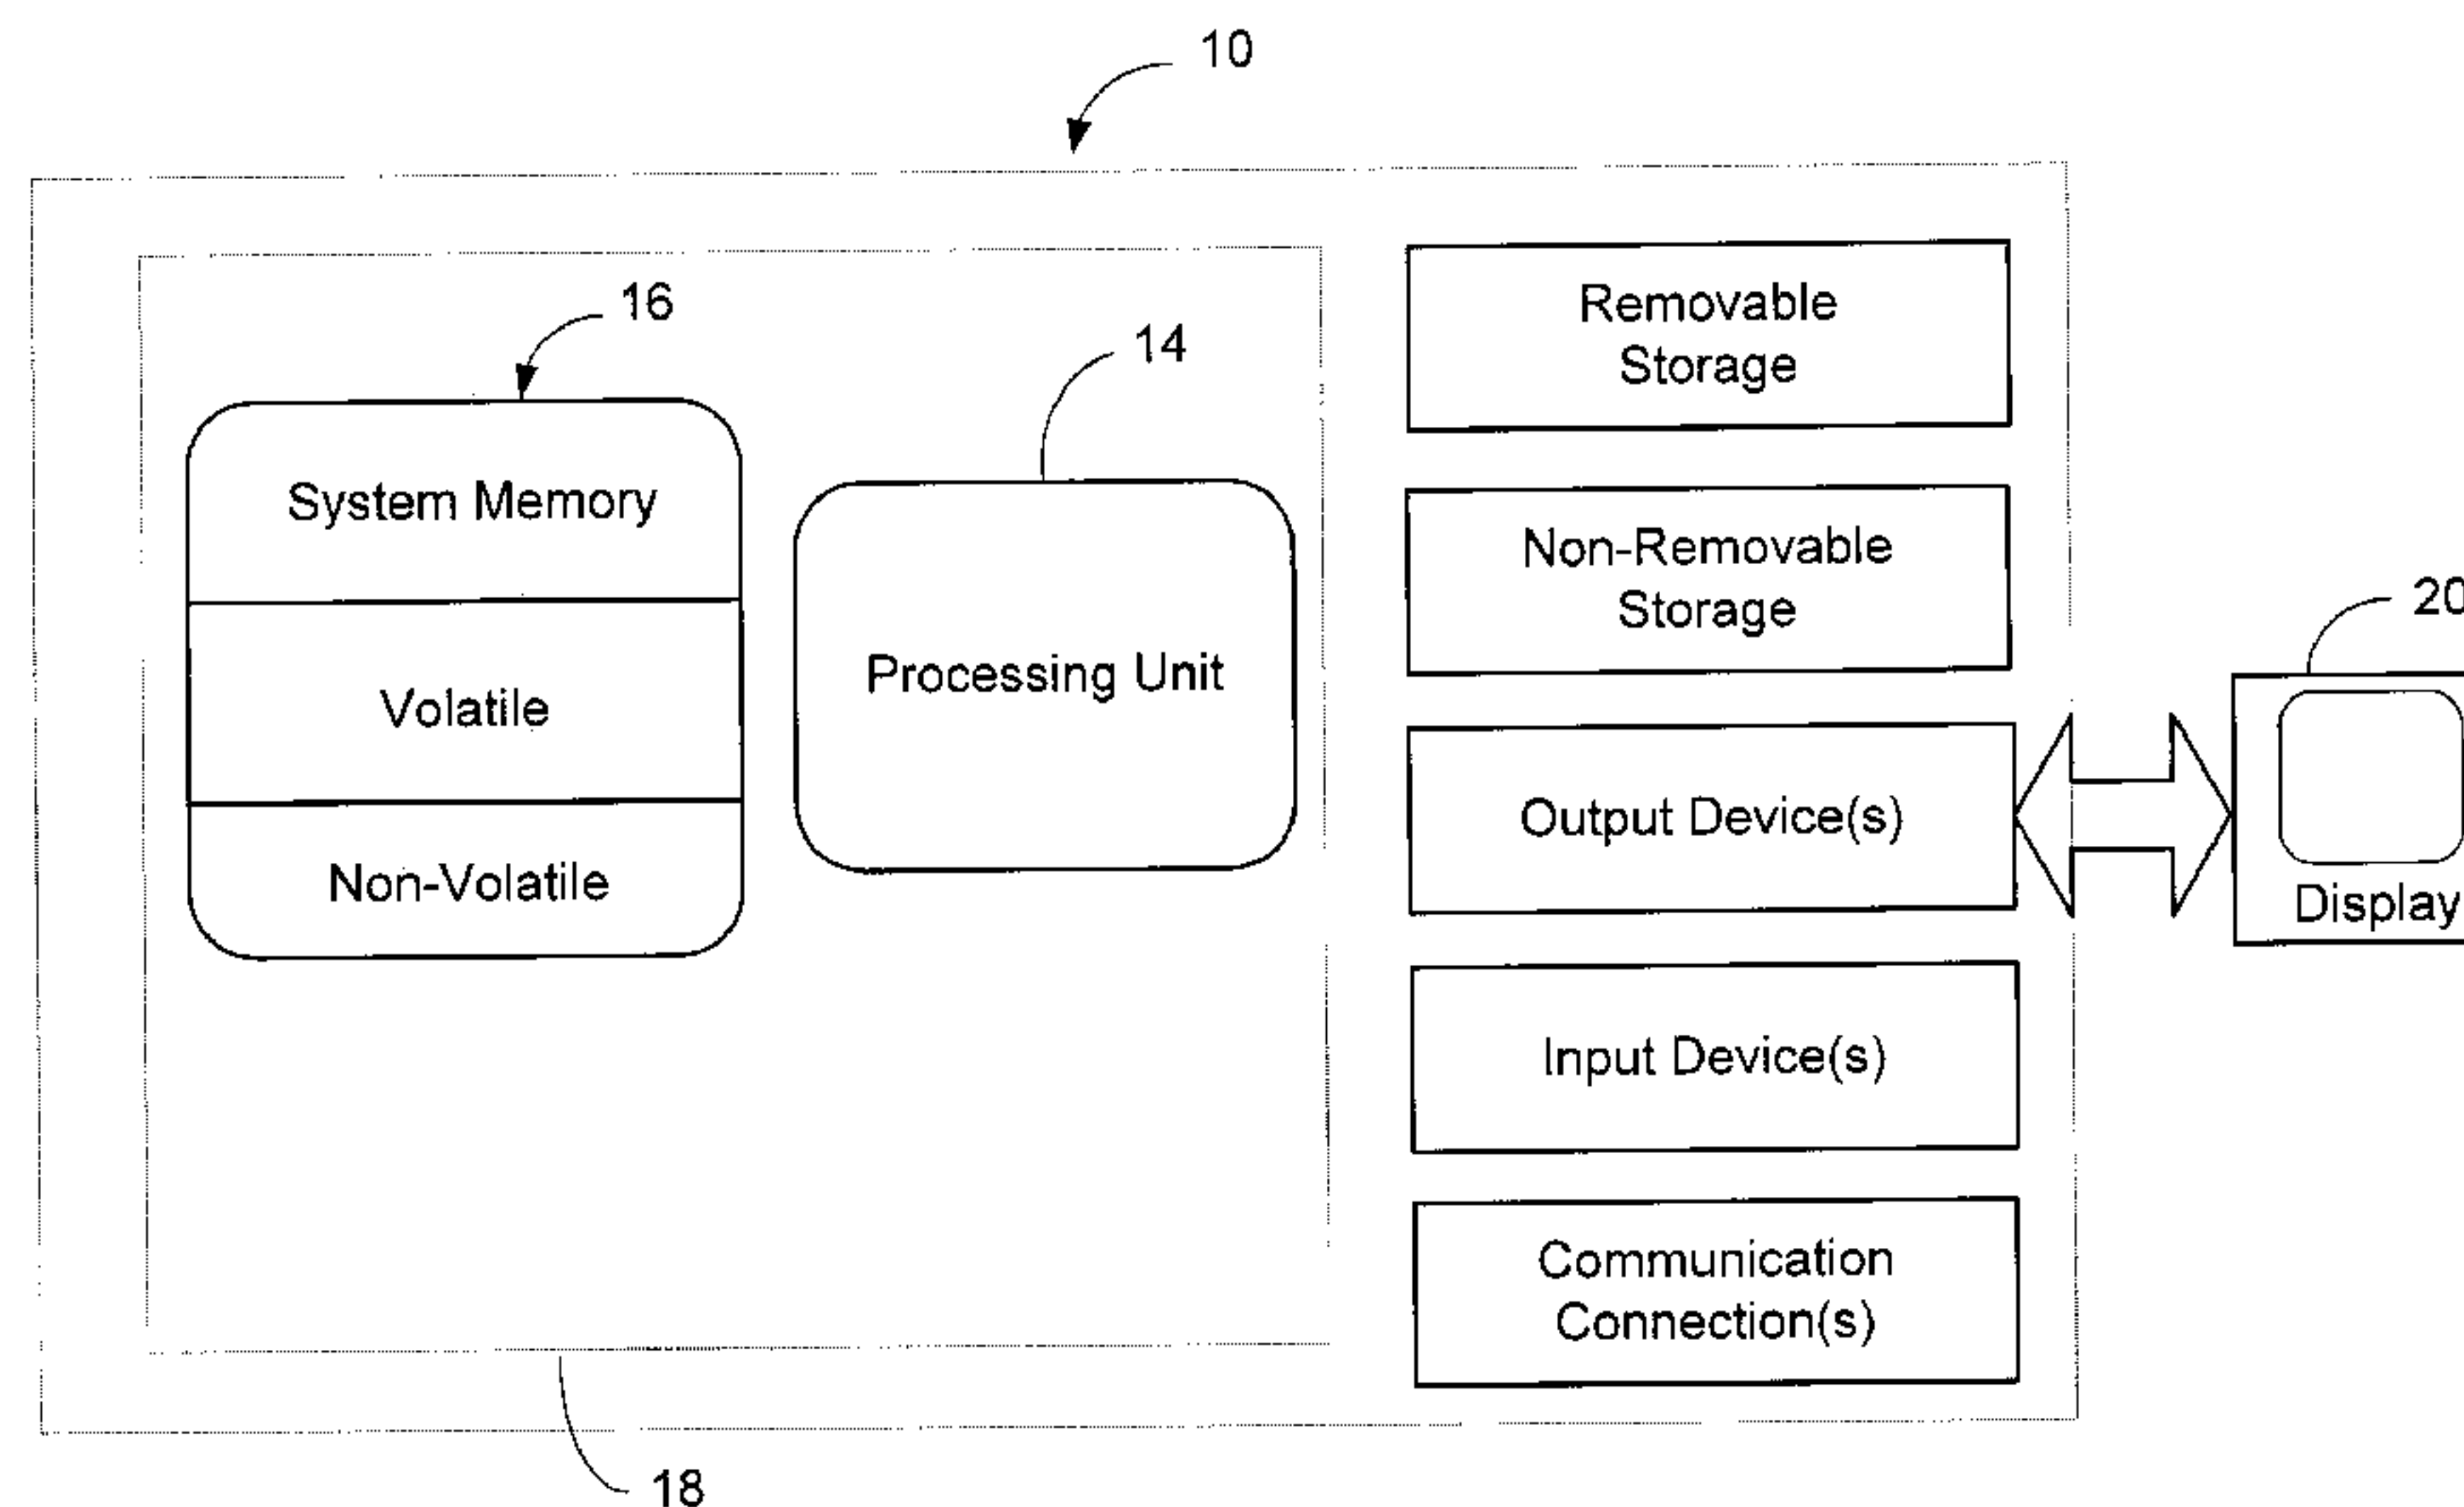 10
16
14
System Memory
Volatile
Non-Volatile
Processing Unit
Removable
Storage
Non-Removable
Storage
Output Device(s)
Input Device(s)
Communication
Connection(s)
20
Display
18